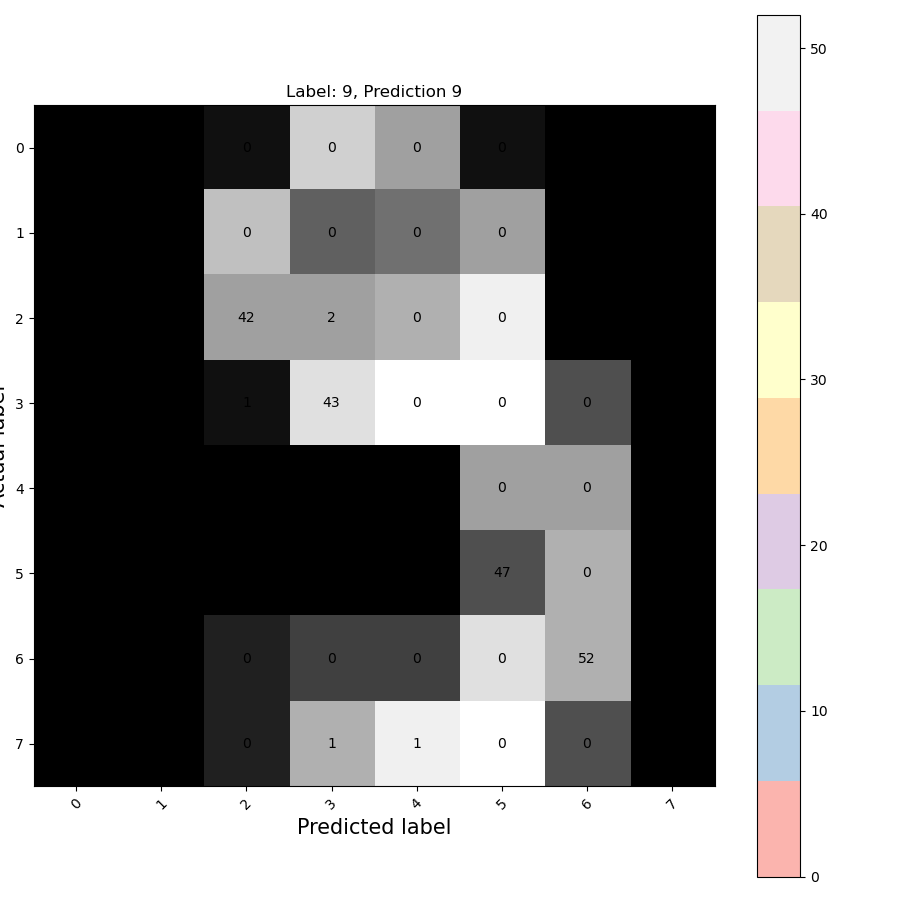 Label: 9, Prediction 9
0 0 0 0 0
1 0 0 0 0
2 42 2 0 0
3 1 43 0 0 0
4 0 0
5 47 0
6 0 0 0 0 52
7 0 1 1 0 0
0 1 2 3 4 5 6 7
Predicted label
Actual label
50
40
30
20
10
0